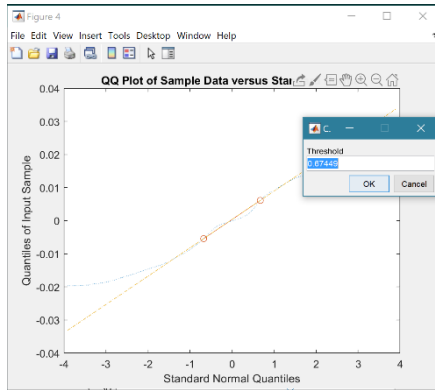 Figure 4
File Edit View Insert Tools Desktop Window Help
QQ Plot of Sample Data versus Sta
0.04
0.03
0.02
0.01
0
-0.01
-0.02
-0.03
-0.04
Quantiles of Input Sample
-4 -3 -2 -1 0 1 2 3 4
Standard Normal Quantiles
C.
Threshold
0.67449
OK Cancel